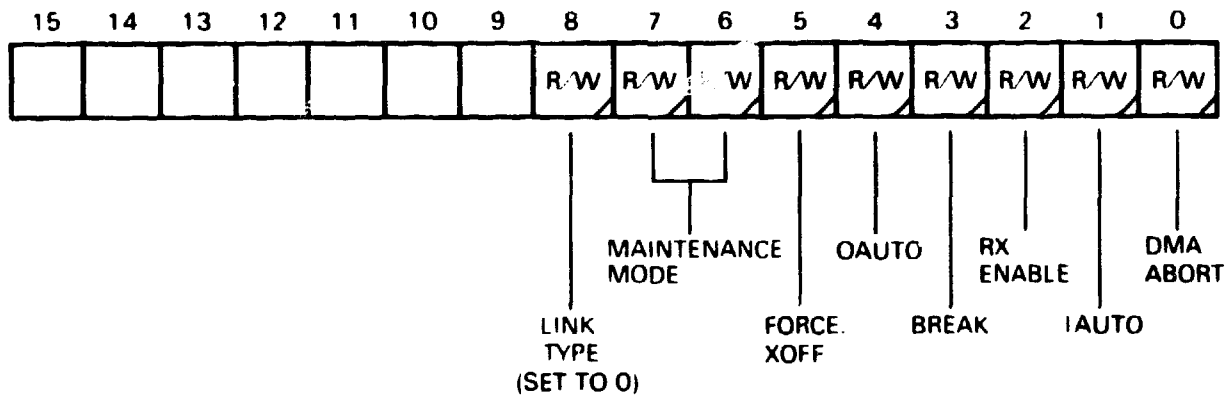 15 14 13 12 11 10 9 8 7 6 5 4 3 2 1 0
R/W R/W W R/W R/W R/W R/W R/W R/W
MAINTENANCE
MODE
OAUTO
RX
ENABLE
DMA
ABORT
LINK
TYPE
(SET TO 0)
FORCE.
XOFF
BREAK
IAUTO